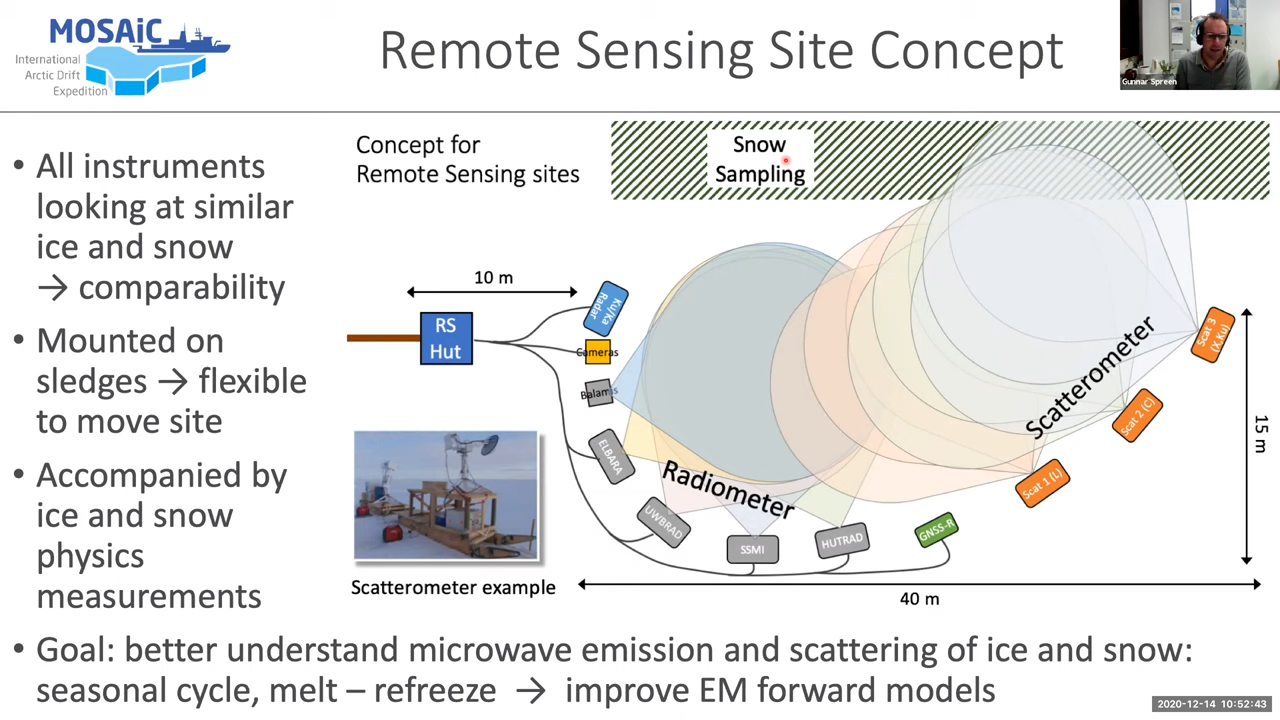 MOSAiC
International
Arctic Drift
Expedition
Remote Sensing Site Concept
Gunnar Spreen
• All instruments
looking at similar
ice and snow
→ comparability
• Mounted on
sledges → flexible
to move site
• Accompanied by
ice and snow
physics
measurements
Concept for
Remote Sensing sites
Snow
Sampling
10 m
RS
Hut
Ku/Ka
Radar
Cameras
Balamis
ELBARA
UWBRAD
SSMI
HUTRAD
GNSS-R
Radiometer
Scatterometer
Scat 1 (L)
Scat 2 (C)
Scat 3
(X,Ku)
15 m
40 m
Scatterometer example
• Goal: better understand microwave emission and scattering of ice and snow:
seasonal cycle, melt – refreeze → improve EM forward models
2020-12-14 10:52:43